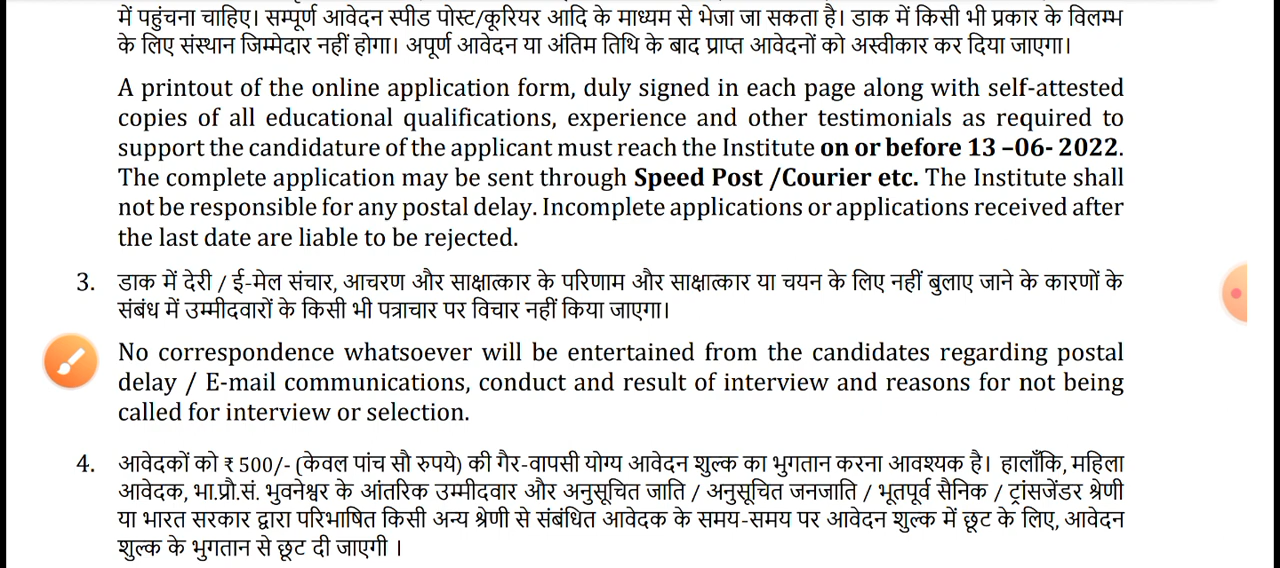 में पहुंचना चाहिए। सम्पूर्ण आवेदन स्पीड पोस्ट/कूरियर आदि के माध्यम से भेजा जा सकता है। डाक में किसी भी प्रकार के विलम्ब
के लिए संस्थान जिम्मेदार नहीं होगा। अपूर्ण आवेदन या अंतिम तिथि के बाद प्राप्त आवेदनों को अस्वीकार कर दिया जाएगा।
A printout of the online application form, duly signed in each page along with self-attested
copies of all educational qualifications, experience and other testimonials as required to
support the candidature of the applicant must reach the Institute on or before 13 –06- 2022.
The complete application may be sent through Speed Post /Courier etc. The Institute shall
not be responsible for any postal delay. Incomplete applications or applications received after
the last date are liable to be rejected.
3. डाक में देरी / ई-मेल संचार, आचरण और साक्षात्कार के परिणाम और साक्षात्कार या चयन के लिए नहीं बुलाए जाने के कारणों के
संबंध में उम्मीदवारों के किसी भी पत्राचार पर विचार नहीं किया जाएगा।
No correspondence whatsoever will be entertained from the candidates regarding postal
delay / E-mail communications, conduct and result of interview and reasons for not being
called for interview or selection.
4. आवेदकों को ₹ 500/- (केवल पांच सौ रुपये) की गैर-वापसी योग्य आवेदन शुल्क का भुगतान करना आवश्यक है। हालाँकि, महिला
आवेदक, भा.प्रौ.सं. भुवनेश्वर के आंतरिक उम्मीदवार और अनुसूचित जाति / अनुसूचित जनजाति / भूतपूर्व सैनिक / ट्रांसजेंडर श्रेणी
या भारत सरकार द्वारा परिभाषित किसी अन्य श्रेणी से संबंधित आवेदक के समय-समय पर आवेदन शुल्क में छूट के लिए, आवेदन
शुल्क के भुगतान से छूट दी जाएगी ।